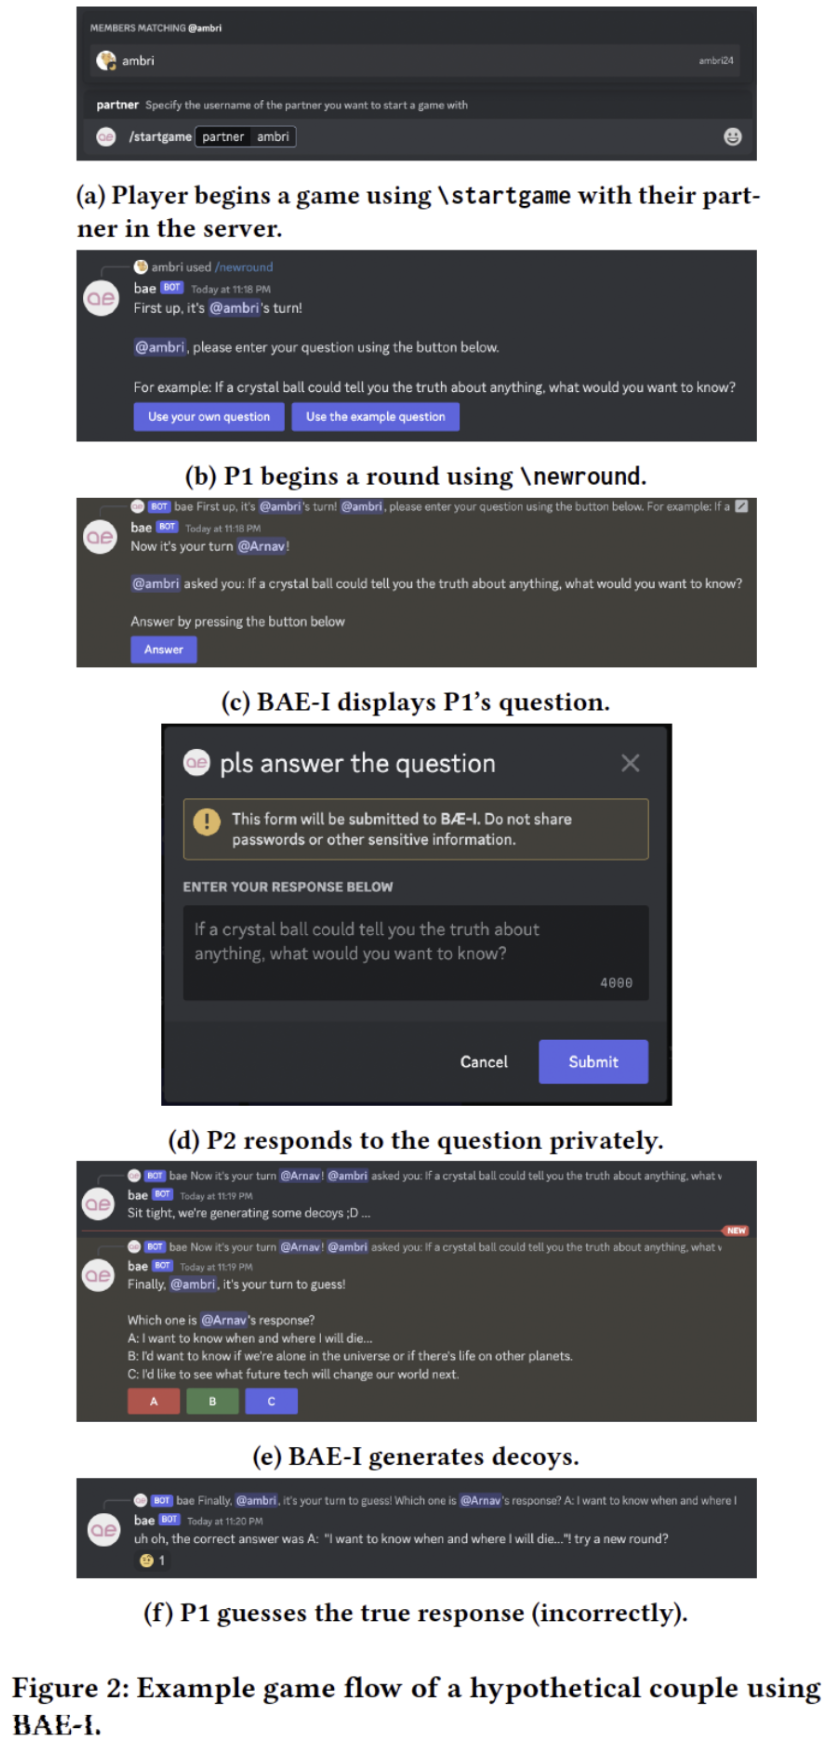 MEMBERS MATCHING @ambri
ambri ambri24
partner Specify the username of the partner you want to start a game with
ae /startgame partner ambri
(a) Player begins a game using \startgame with their part-
ner in the server.
ambri used /newround
ae bae BOT Today at 11:18 PM
First up, it's @ambri's turn!
@ambri, please enter your question using the button below.
For example: If a crystal ball could tell you the truth about anything, what would you want to know?
Use your own question Use the example question
(b) P1 begins a round using \newround.
BOT bae First up, it's @ambri's turn! @ambri, please enter your question using the button below. For example: If a
ae bae BOT Today at 11:18 PM
Now it's your turn @Arnav!
@ambri asked you: If a crystal ball could tell you the truth about anything, what would you want to know?
Answer by pressing the button below
Answer
(c) BAE-I displays P1's question.
ae pls answer the question
This form will be submitted to BÆ-I. Do not share
passwords or other sensitive information.
ENTER YOUR RESPONSE BELOW
If a crystal ball could tell you the truth about
anything, what would you want to know?
4000
Cancel Submit
(d) P2 responds to the question privately.
BOT bae Now it's your turn @Arnav! @ambri asked you: If a crystal ball could tell you the truth about anything, what
ae bae BOT Today at 11:19 PM
Sit tight, we're generating some decoys ;D ...
NEW
BOT bae Now it's your turn @Arnav! @ambri asked you: If a crystal ball could tell you the truth about anything, what
ae bae BOT Today at 11:19 PM
Finally, @ambri, it's your turn to guess!
Which one is @Arnav's response?
A: I want to know when and where I will die...
B: I'd want to know if we're alone in the universe or if there's life on other planets.
C: I'd like to see what future tech will change our world next.
A B C
(e) BAE-I generates decoys.
BOT bae Finally, @ambri, it's your turn to guess! Which one is @Arnav's response? A: I want to know when and where I
ae bae BOT Today at 11:20 PM
uh oh, the correct answer was A: "I want to know when and where I will die..."! try a new round?
1
(f) P1 guesses the true response (incorrectly).
Figure 2: Example game flow of a hypothetical couple using
BAE-I.